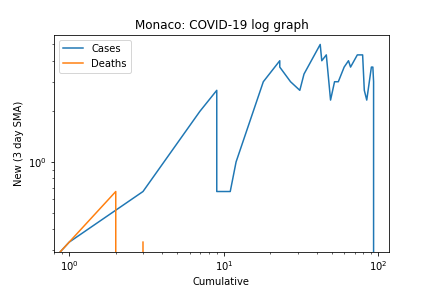 Monaco: COVID-19 log graph
Cases
Deaths
New (3 day SMA)
10⁰
10⁰
10¹
10²
Cumulative